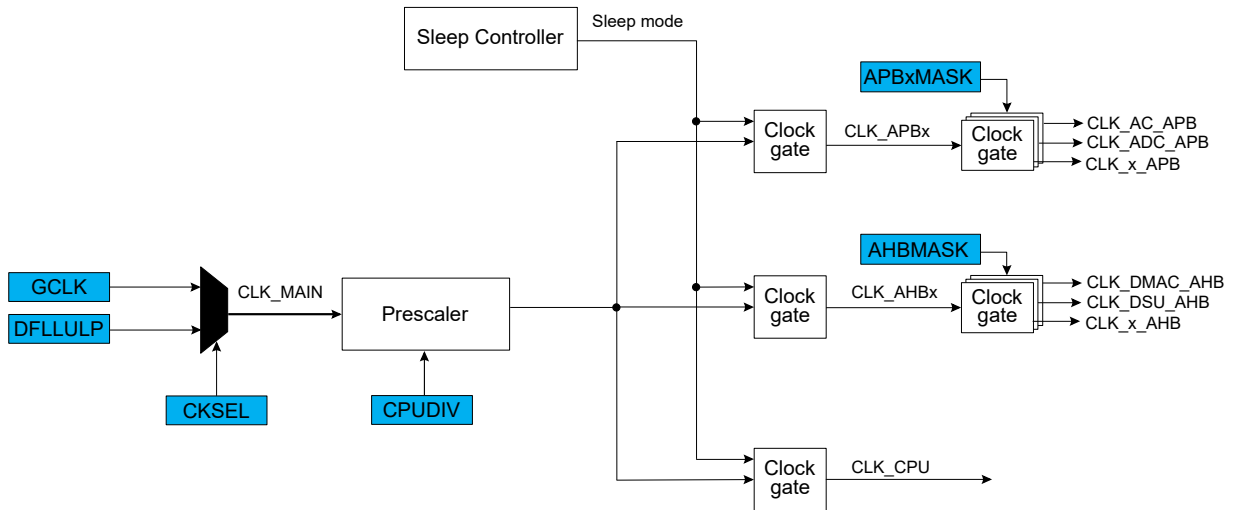 Sleep mode
Sleep Controller
APBxMASK
Clock
gate
CLK_APBx
Clock
gate
CLK_AC_APB
CLK_ADC_APB
CLK_x_APB
AHBMASK
GCLK
DFLLULP
CLK_MAIN
Prescaler
Clock
gate
CLK_AHBx
Clock
gate
CLK_DMAC_AHB
CLK_DSU_AHB
CLK_x_AHB
CKSEL
CPUDIV
Clock
gate
CLK_CPU